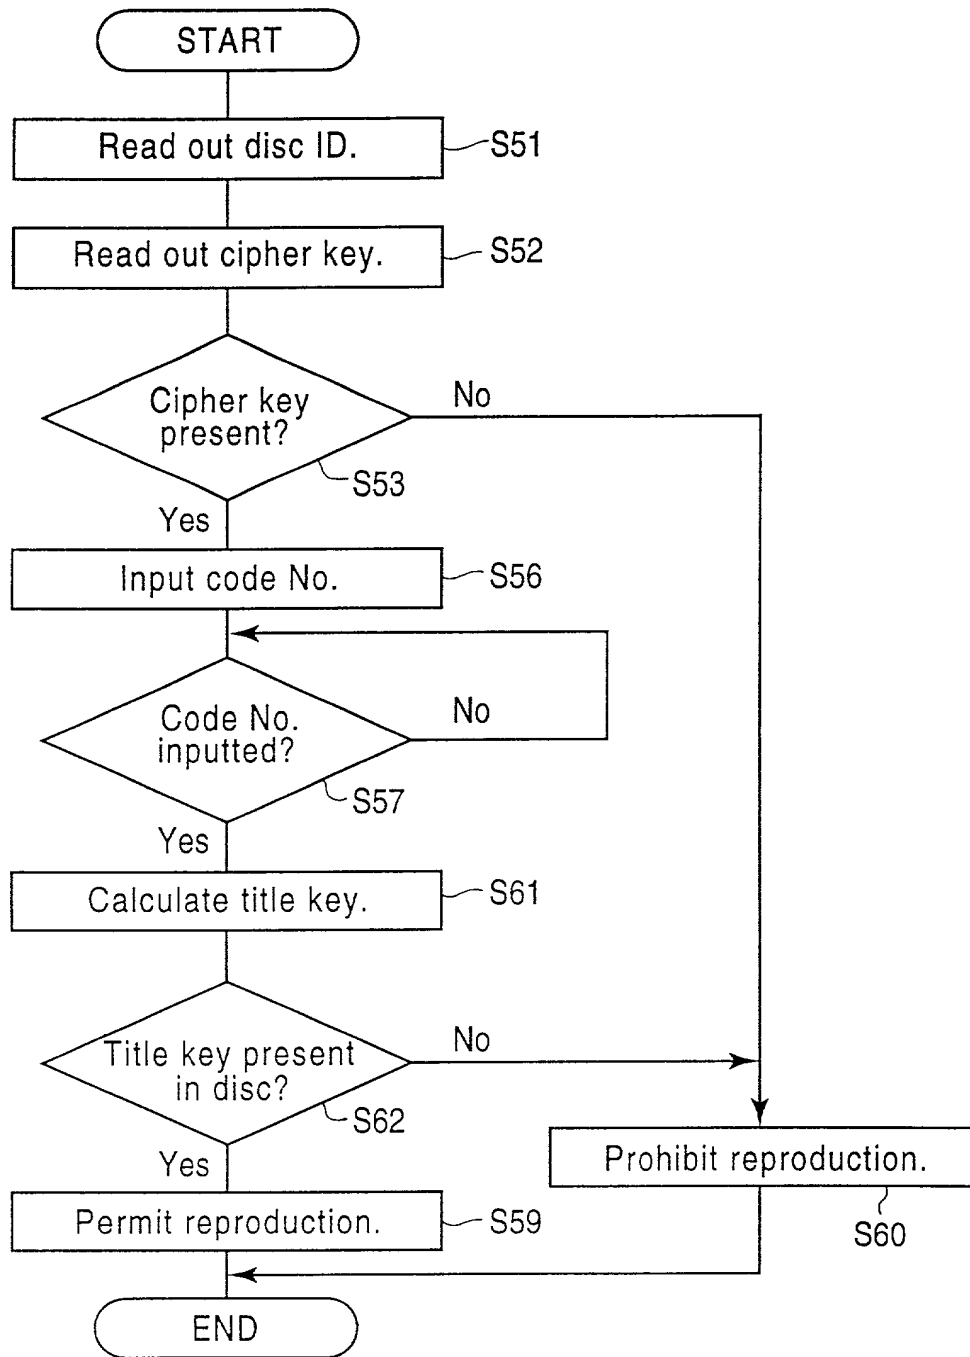 START
Read out disc ID.
S51
Read out cipher key.
S52
Cipher key
present?
No
S53
Yes
Input code No.
S56
Code No.
inputted?
No
S57
Yes
Calculate title key.
S61
Title key present
in disc?
No
S62
Yes
Prohibit reproduction.
S60
Permit reproduction.
S59
END